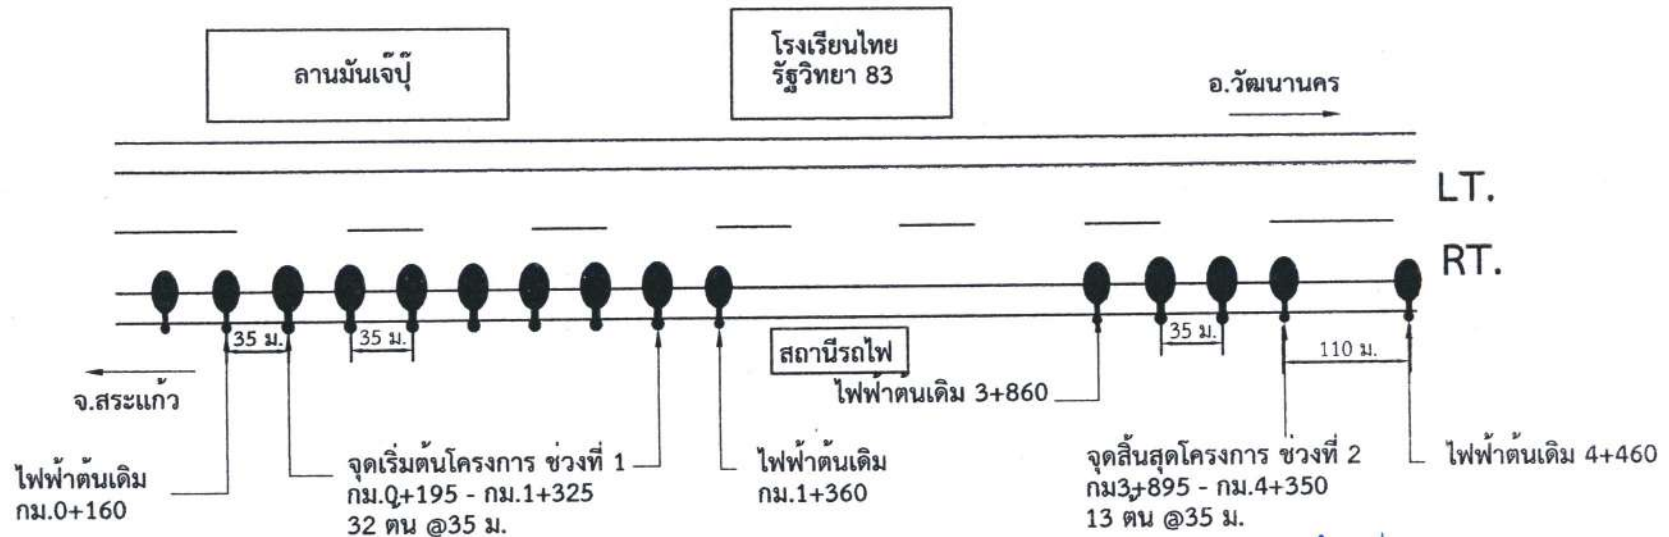 ลานมันเจ๊ปุ๊
โรงเรียนไทย
รัฐวิทยา 83
อ.วัฒนานคร
LT.
RT.
35 ม.
35 ม.
35 ม.
110 ม.
สถานีรถไฟ
จ.สระแก้ว
ไฟฟ้าต้นเดิม 3+860
ไฟฟ้าต้นเดิม
กม.0+160
จุดเริ่มต้นโครงการ ช่วงที่ 1
กม.0+195 - กม.1+325
32 ต้น @35 ม.
ไฟฟ้าต้นเดิม
กม.1+360
จุดสิ้นสุดโครงการ ช่วงที่ 2
กม3+895 - กม.4+350
13 ต้น @35 ม.
ไฟฟ้าต้นเดิม 4+460